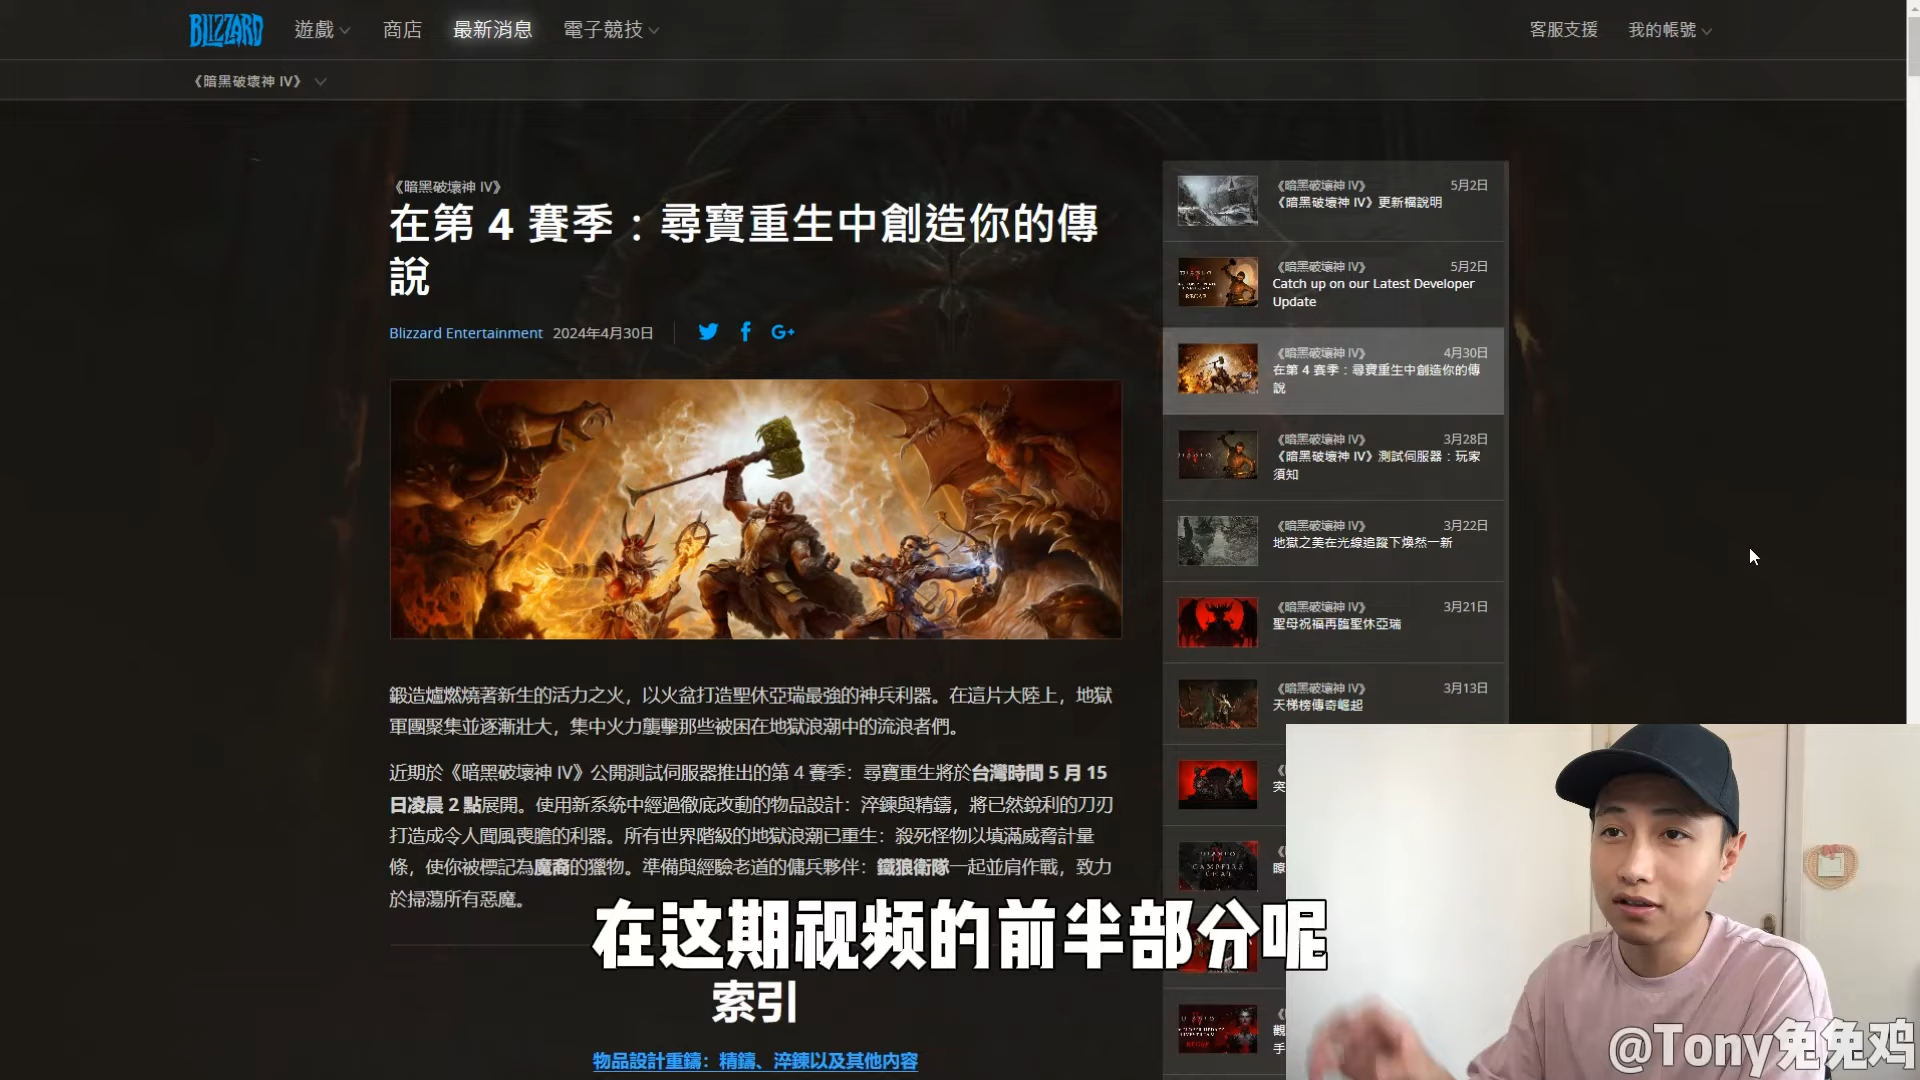 BLIZZARD
遊戲
商店
最新消息
電子競技
客服支援
我的帳號
《暗黑破壞神 IV》
《暗黑破壞神 IV》
在第 4 賽季：尋寶重生中創造你的傳
說
Blizzard Entertainment 2024年4月30日
鍛造爐燃燒著新生的活力之火，以火盆打造聖休亞瑞最強的神兵利器。在這片大陸上，地獄
軍團聚集並逐漸壯大，集中火力襲擊那些被困在地獄浪潮中的流浪者們。
近期於《暗黑破壞神 IV》公開測試伺服器推出的第 4 賽季：尋寶重生將於台灣時間 5 月 15
日凌晨 2 點展開。使用新系統中經過徹底改動的物品設計：淬鍊與精鑄，將已然銳利的刀刃
打造成令人聞風喪膽的利器。所有世界階級的地獄浪潮已重生：殺死怪物以填滿威脅計量
條，使你被標記為魔裔的獵物。準備與經驗老道的傭兵夥伴：鐵狼衛隊一起並肩作戰，致力
於掃蕩所有惡魔。
在这期视频的前半部分呢
索引
物品設計重鑄：精鑄、淬鍊以及其他內容
《暗黑破壞神 IV》 5月2日
《暗黑破壞神 IV》更新檔說明
《暗黑破壞神 IV》 5月2日
Catch up on our Latest Developer
Update
《暗黑破壞神 IV》 4月30日
在第 4 賽季：尋寶重生中創造你的傳
說
《暗黑破壞神 IV》 3月28日
《暗黑破壞神 IV》測試伺服器：玩家
須知
《暗黑破壞神 IV》 3月22日
地獄之美在光線追蹤下煥然一新
《暗黑破壞神 IV》 3月21日
聖母祝福再臨聖休亞瑞
《暗黑破壞神 IV》 3月13日
天梯榜傳奇崛起
《
突
《
瞭
《
觀
手
@Tony兔兔鸡